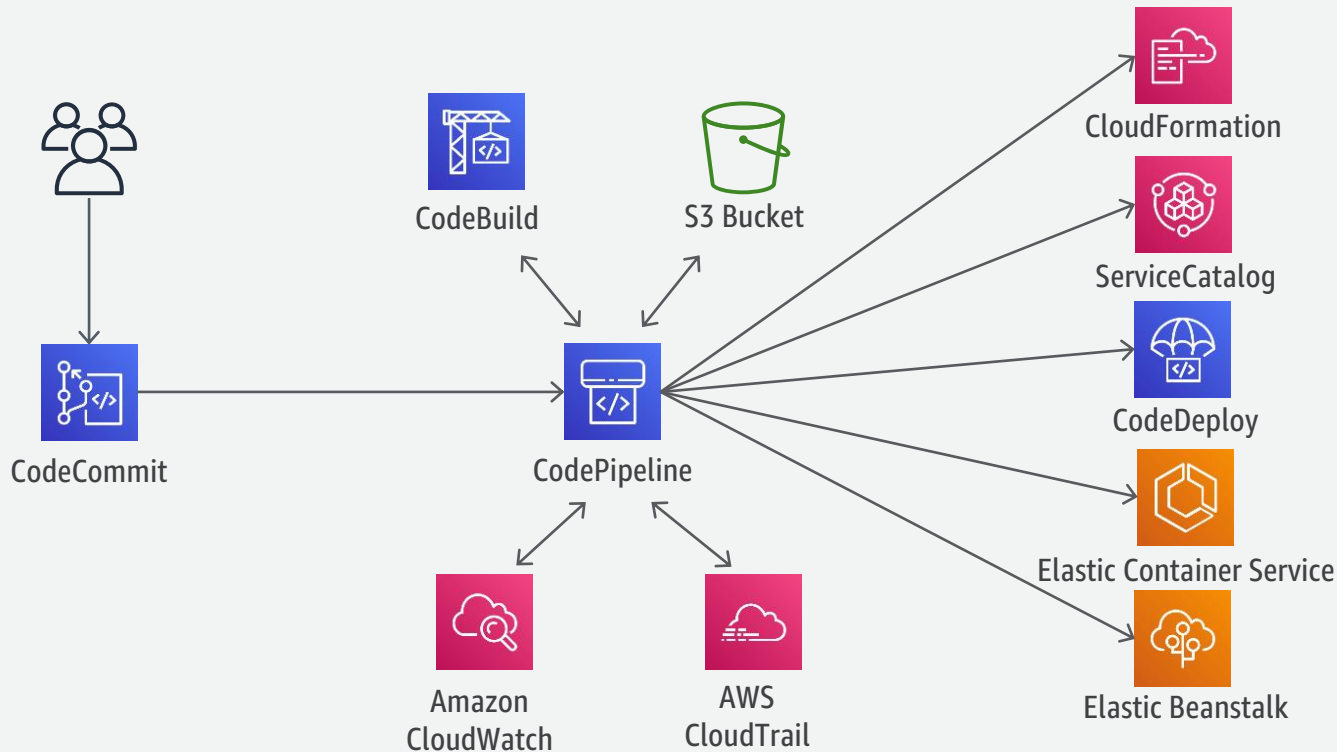 CloudFormation
CodeBuild
S3 Bucket
ServiceCatalog
CodeCommit
CodePipeline
CodeDeploy
Elastic Container Service
Amazon
CloudWatch
AWS
CloudTrail
Elastic Beanstalk